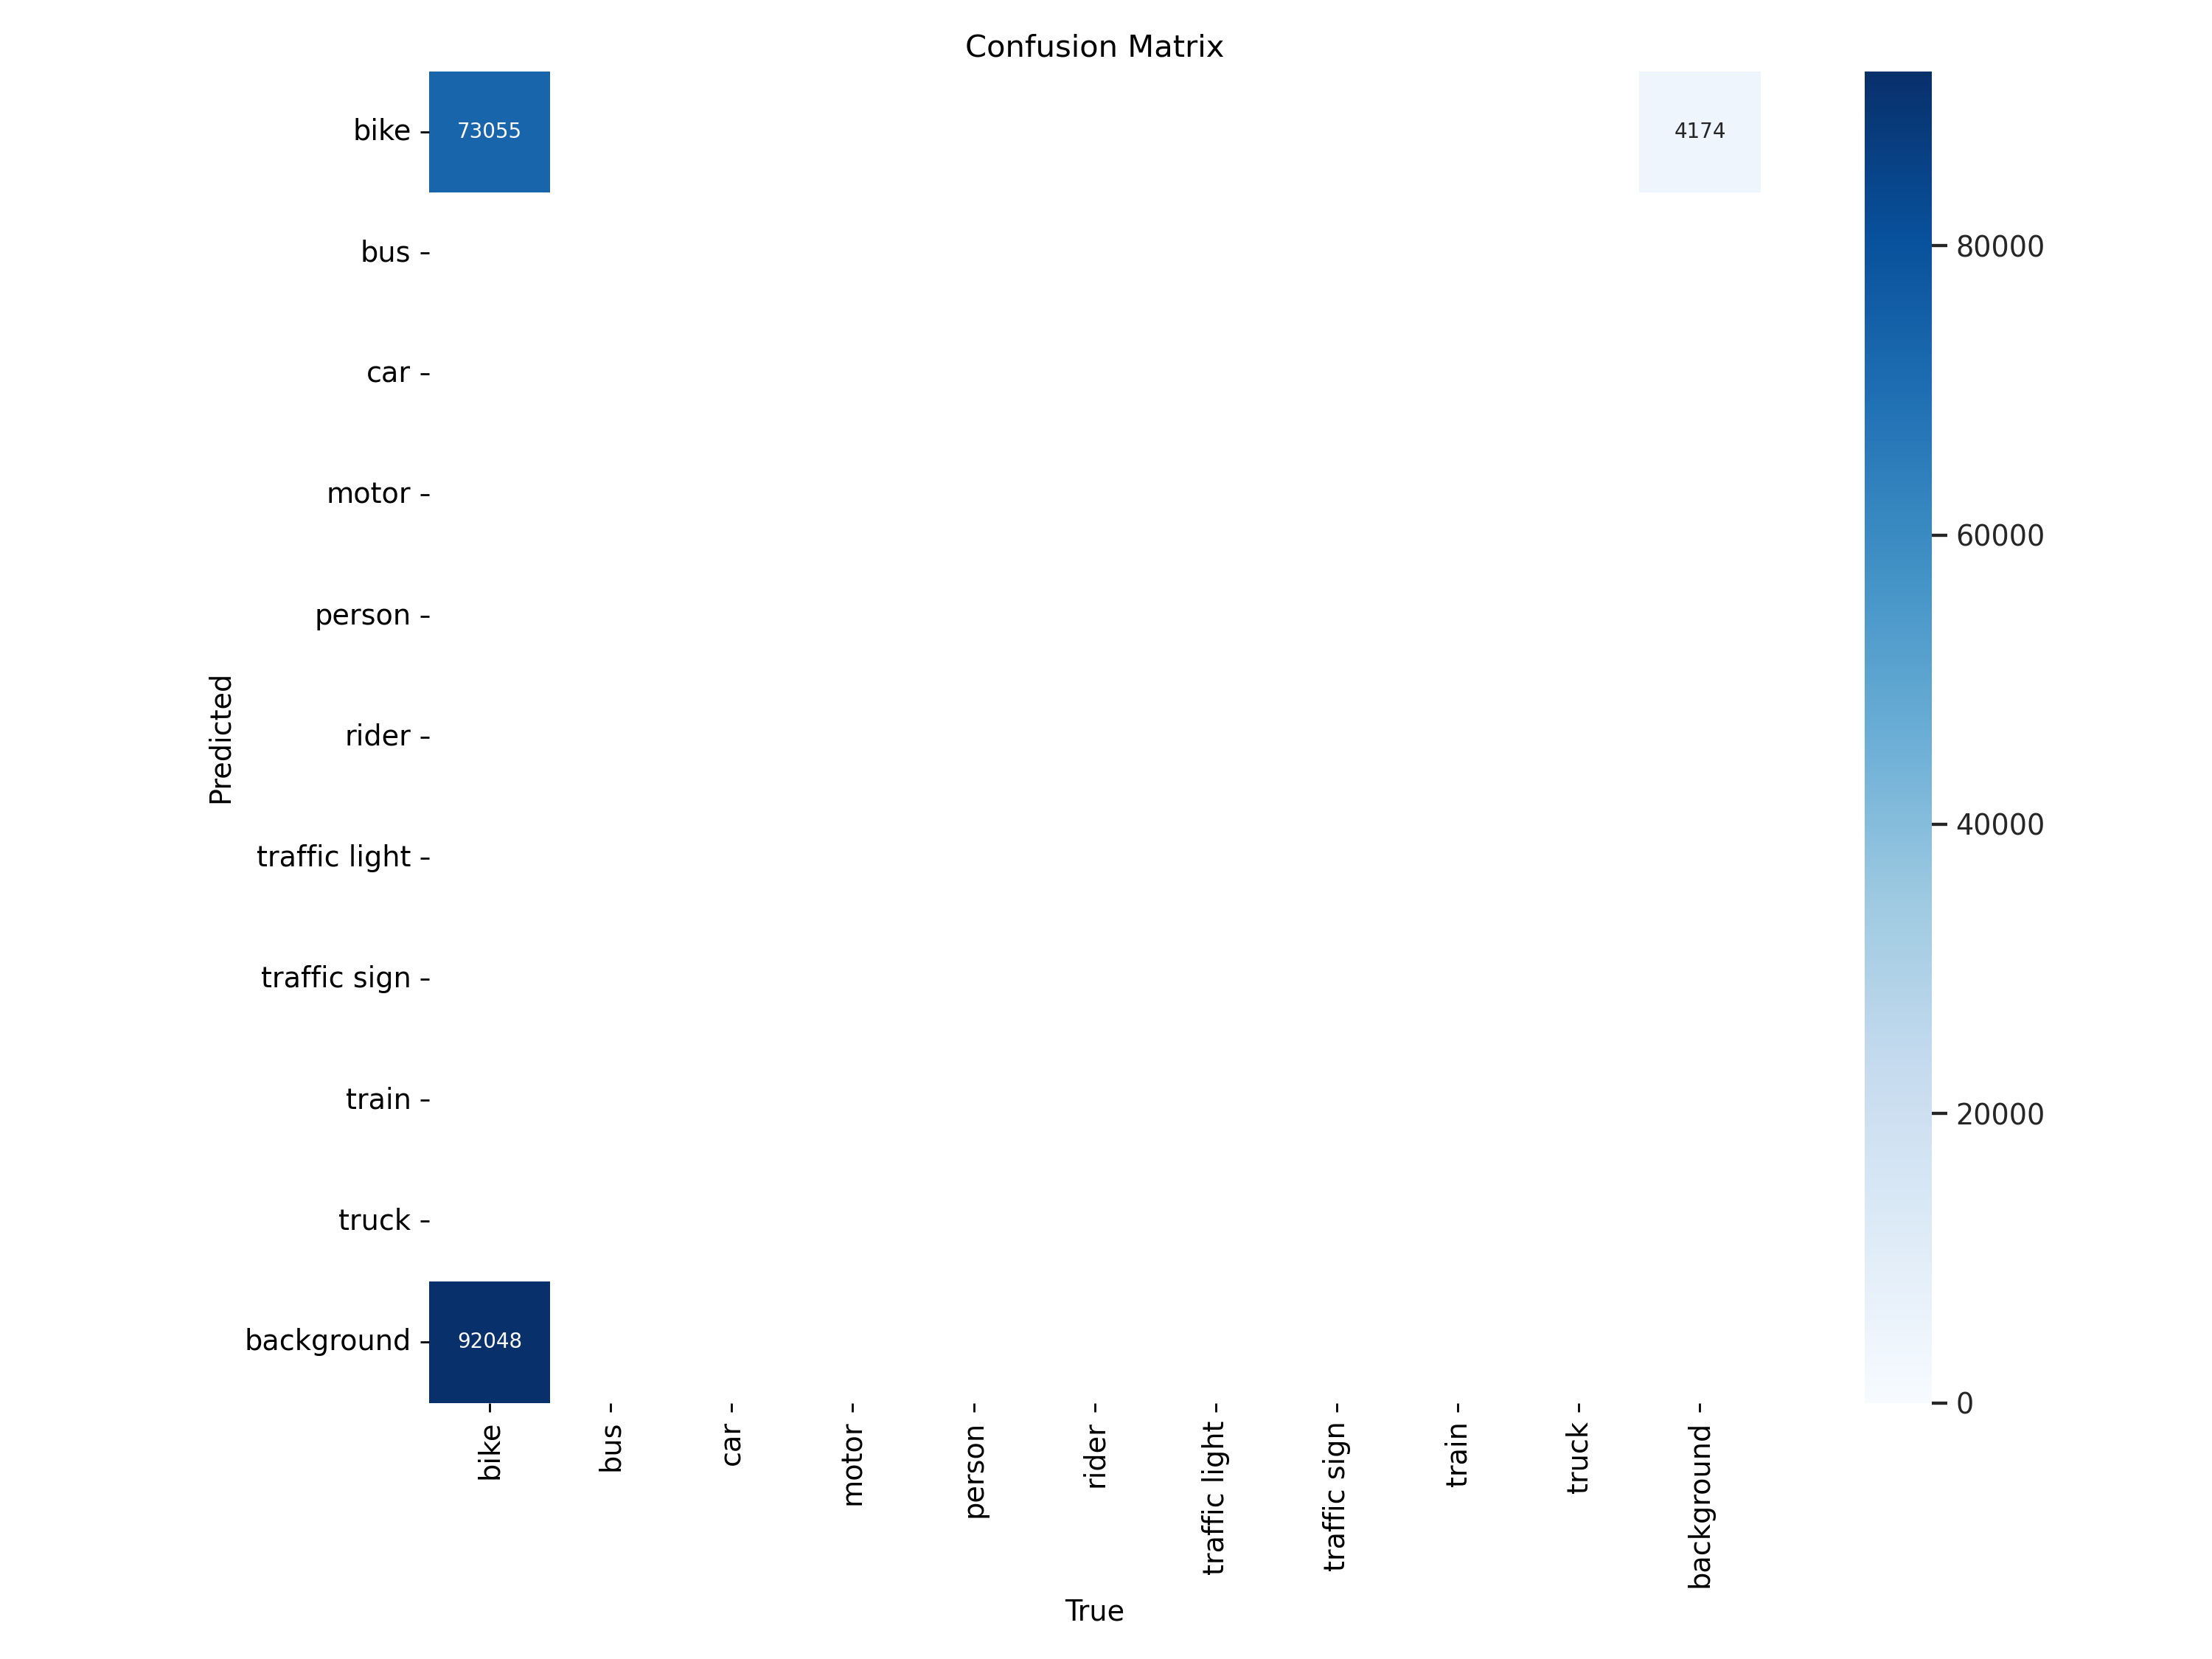 Confusion Matrix
bike
73055
4174
bus
80000
car
motor
60000
person
rider
Predicted
traffic light
40000
traffic sign
train
20000
truck
background
92048
0
bike
bus
car
motor
person
rider
traffic light
traffic sign
train
truck
background
True